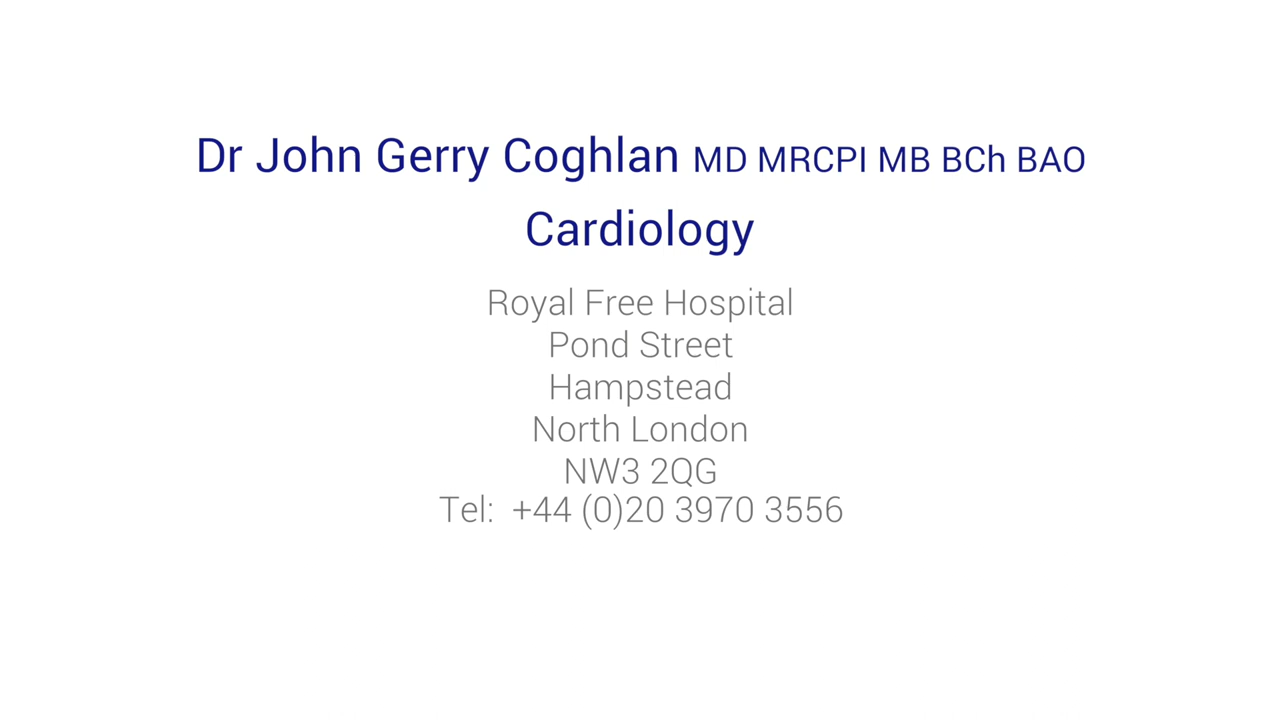 Dr John Gerry Coghlan MD MRCPI MB BCh BAO
Cardiology
Royal Free Hospital
Pond Street
Hampstead
North London
NW3 2QG
Tel:  +44 (0)20 3970 3556